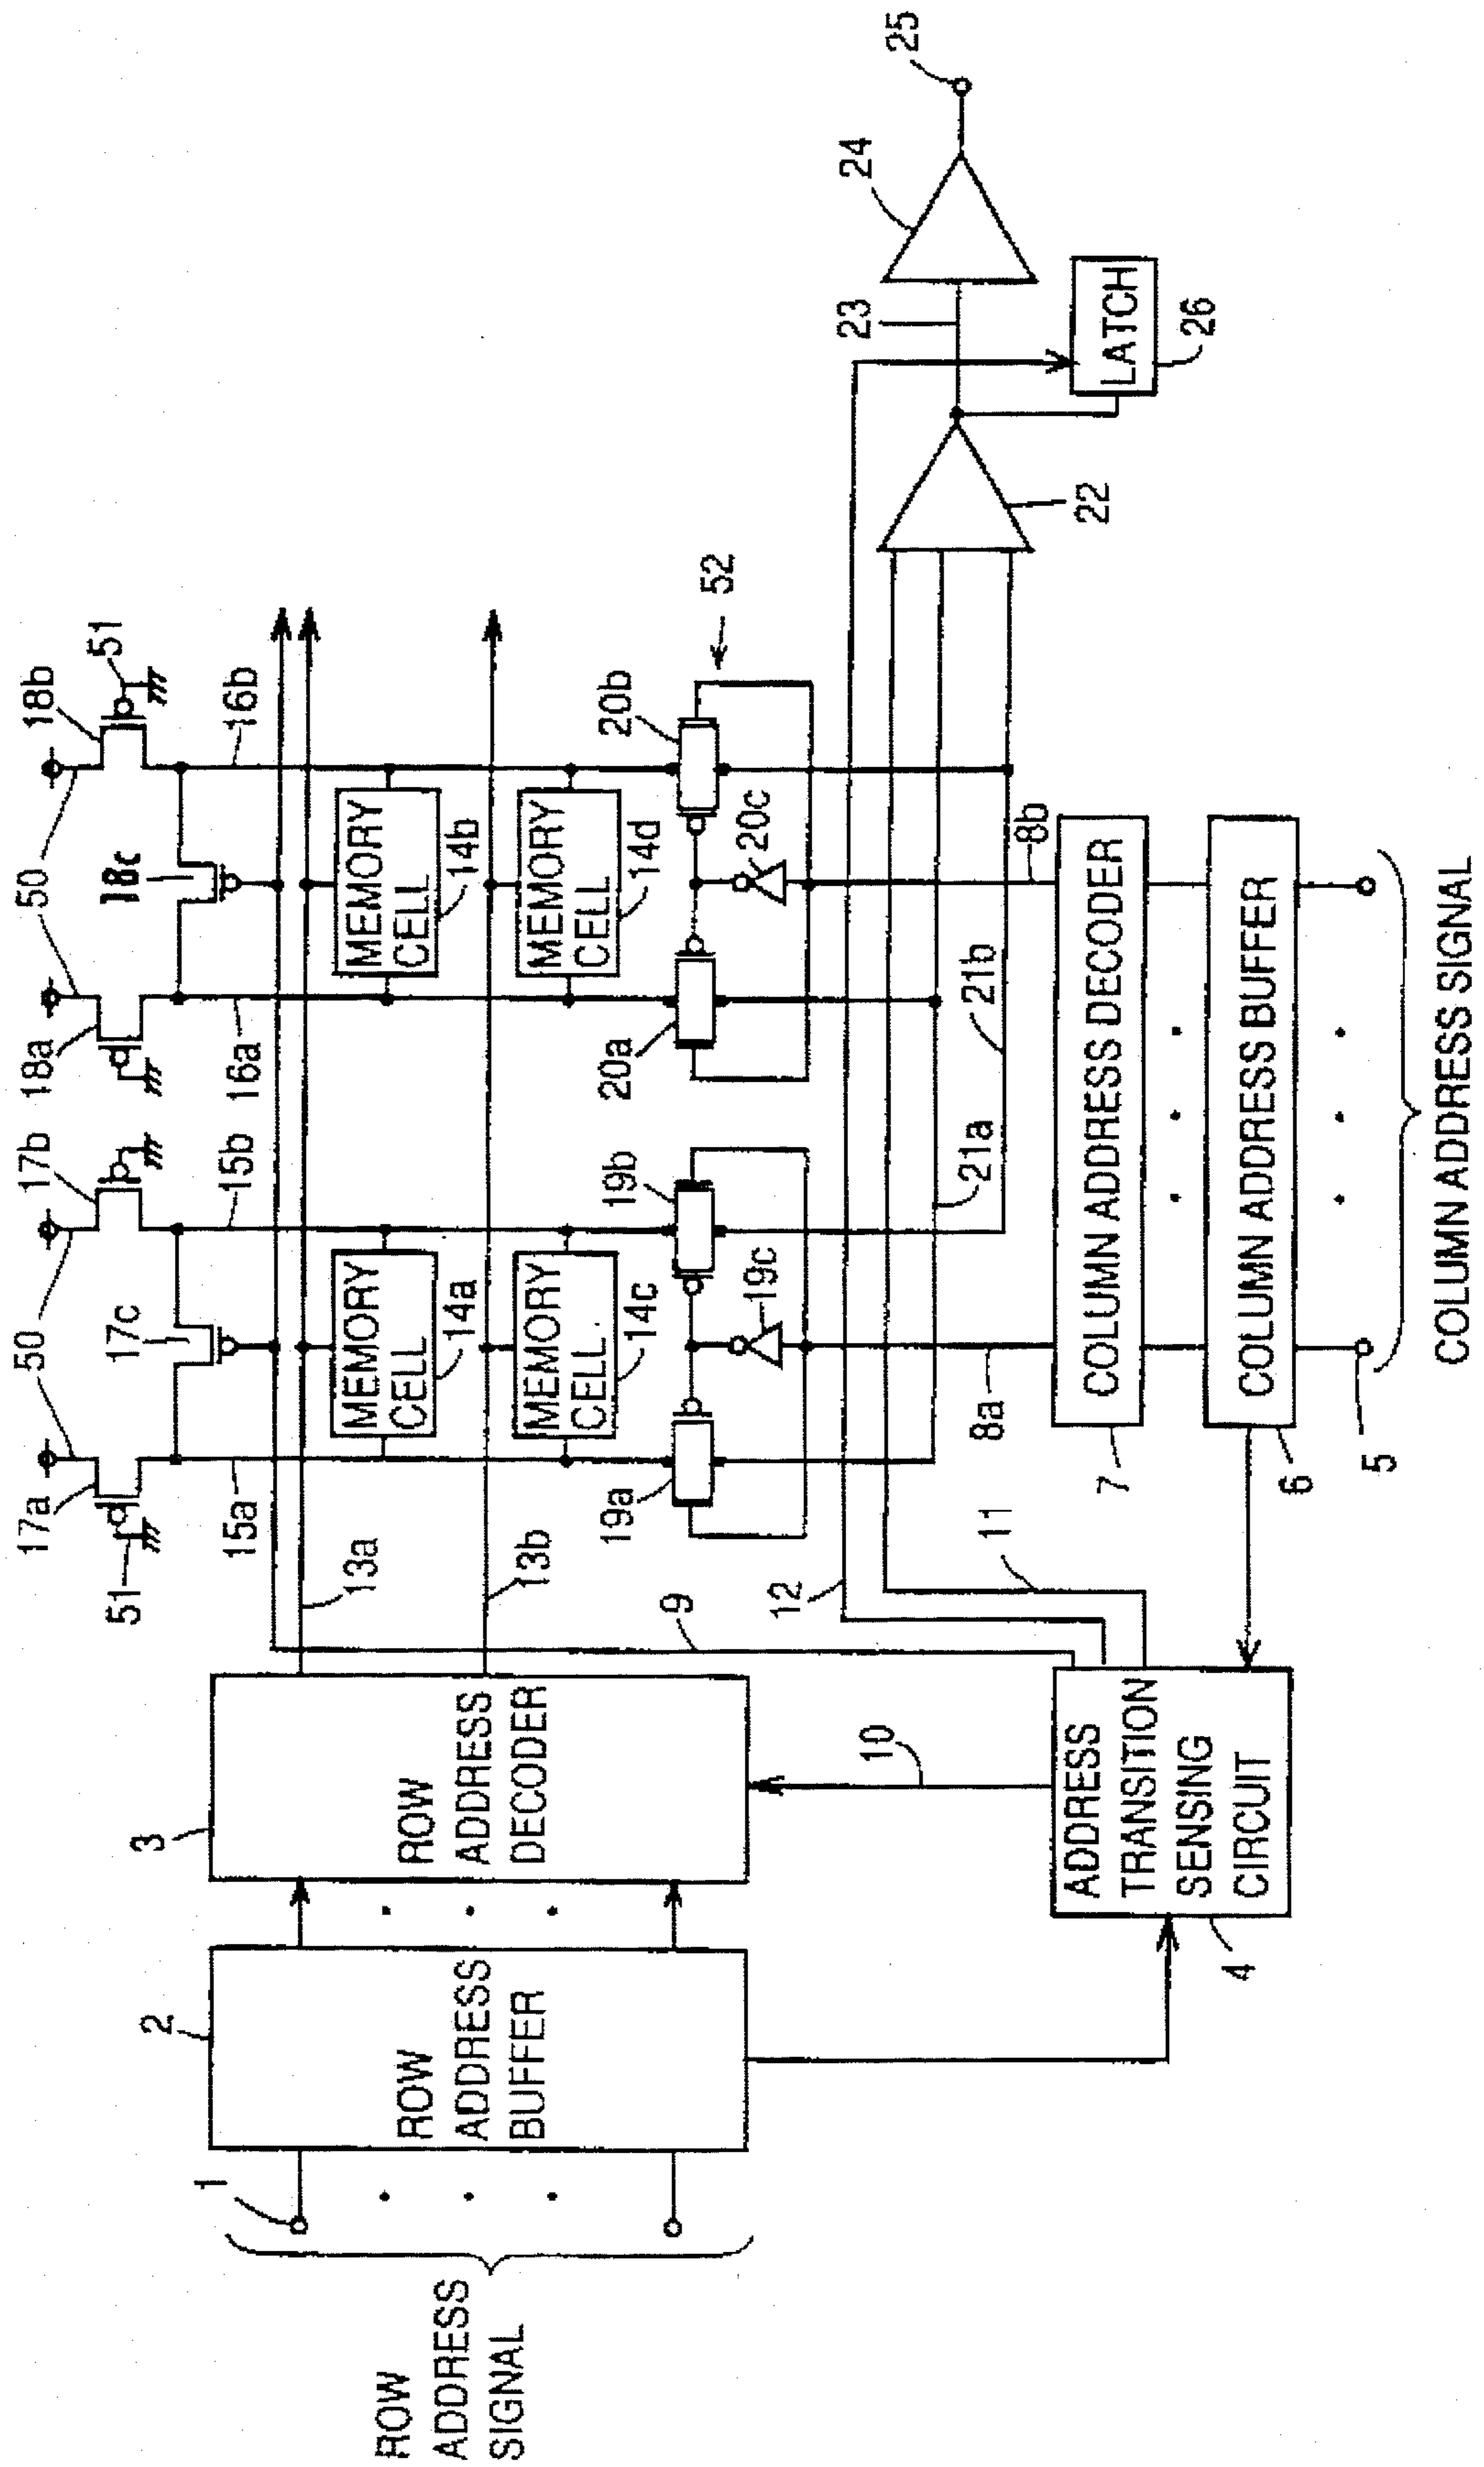 ROW
ADDRESS
SIGNAL
1
2
ROW
ADDRESS
BUFFER
3
ROW
ADDRESS
DECODER
4
ADDRESS
TRANSITION
SENSING
CIRCUIT
10
9
12
11
13a
13b
17a
50
17b
18a
50
18b
51
51
17c
18c
15a
15b
16a
16b
MEMORY
CELL
14a
MEMORY
CELL
14b
MEMORY
CELL
14c
MEMORY
CELL
14d
19a
19b
19c
20a
20b
20c
52
21a
21b
8a
8b
7
COLUMN ADDRESS DECODER
6
COLUMN ADDRESS BUFFER
5
COLUMN ADDRESS SIGNAL
22
23
24
25
LATCH
26